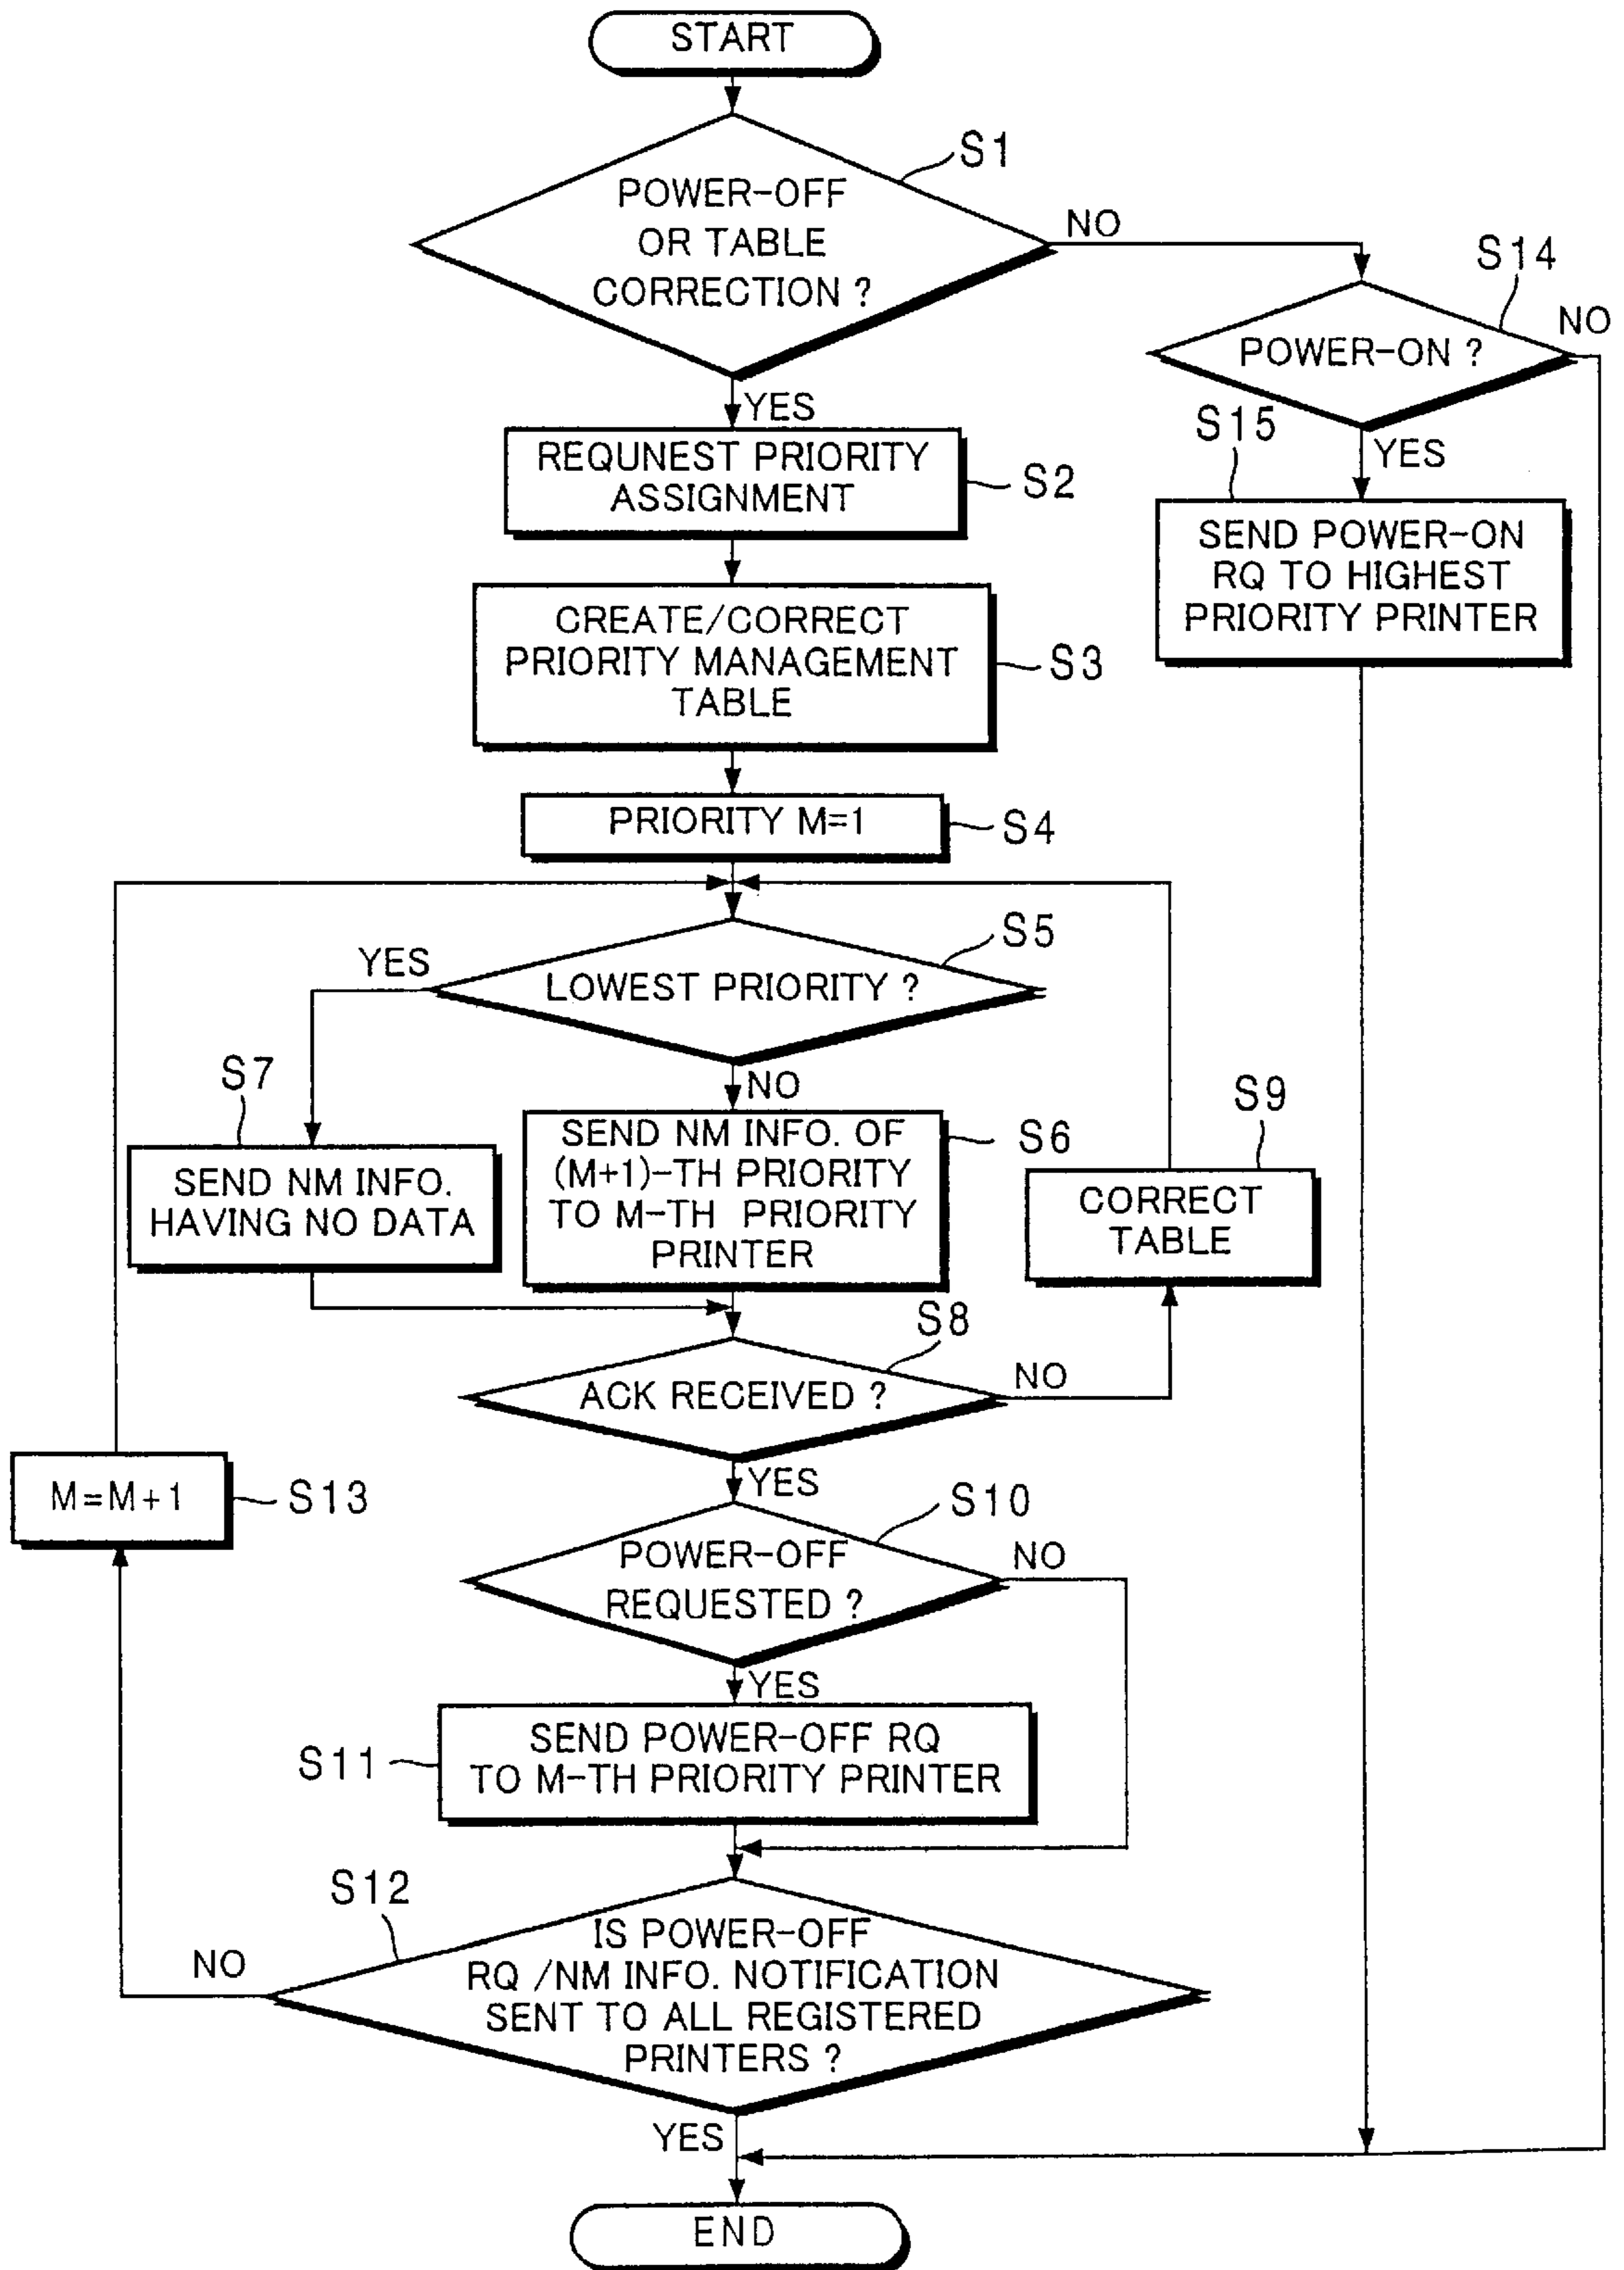 START
S1
POWER-OFF
OR TABLE
CORRECTION ?
NO
S14
POWER-ON ?
NO
YES
REQUNEST PRIORITY
ASSIGNMENT
S2
S15
YES
SEND POWER-ON
RQ TO HIGHEST
PRIORITY PRINTER
CREATE/CORRECT
PRIORITY MANAGEMENT
TABLE
S3
PRIORITY M=1
S4
S5
YES
LOWEST PRIORITY ?
NO
S7
SEND NM INFO.
HAVING NO DATA
SEND NM INFO. OF
(M+1)-TH PRIORITY
TO M-TH PRIORITY
PRINTER
S6
S9
CORRECT
TABLE
S8
ACK RECEIVED ?
NO
YES
M=M+1
S13
S10
POWER-OFF
REQUESTED ?
NO
YES
S11
SEND POWER-OFF RQ
TO M-TH PRIORITY PRINTER
S12
NO
IS POWER-OFF
RQ /NM INFO. NOTIFICATION
SENT TO ALL REGISTERED
PRINTERS ?
YES
END